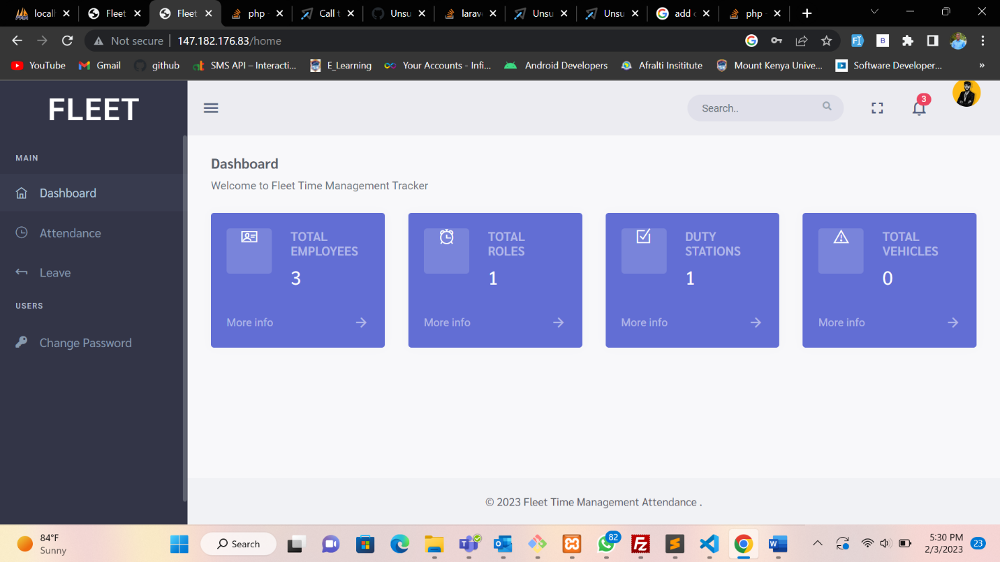 locall
Fleet
Fleet
php -
Call t
Unsu
larav
Unsu
Unsu
add c
php -
Not secure
147.182.176.83/home
YouTube
Gmail
github
SMS API – Interacti...
E_Learning
Your Accounts - Infi...
Android Developers
Afralti Insititute
Mount Kenya Unive...
Software Developer...
»
FLEET
Search..
3
MAIN
Dashboard
Attendance
Leave
USERS
Change Password
Dashboard
Welcome to Fleet Time Management Tracker
TOTAL
EMPLOYEES
3
More info
TOTAL
ROLES
1
More info
DUTY
STATIONS
1
More info
TOTAL
VEHICLES
0
More info
© 2023 Fleet Time Management Attendance .
84°F
Sunny
Search
82
5:30 PM
2/3/2023
23